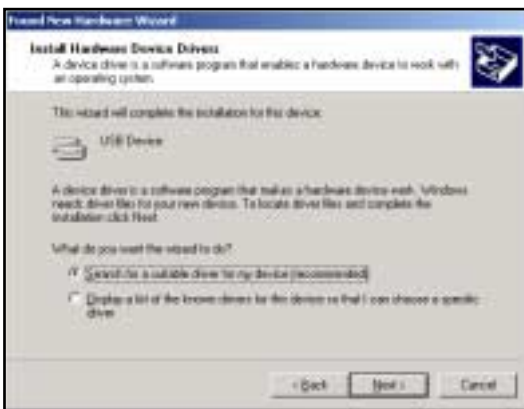 Found New Hardware Wizard
Install Hardware Device Drivers
A device driver is a software program that enables a hardware device to work with
an operating system.
This wizard will complete the installation for this device:
USB Device
A device driver is a software program that makes a hardware device work. Windows
needs driver files for your new device. To locate driver files and complete the
installation click Next.
What do you want the wizard to do?
Search for a suitable driver for my device (recommended)
Display a list of the known drivers for this device so that I can choose a specific
driver
< Back Next > Cancel